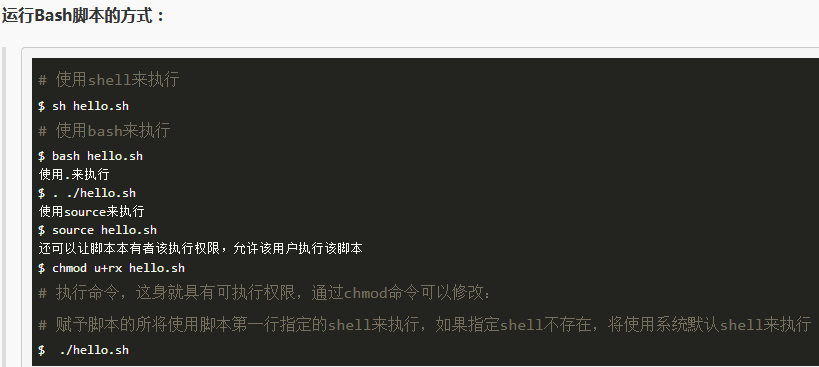 运行Bash脚本的方式：
# 使用shell来执行
$ sh hello.sh
# 使用bash来执行
$ bash hello.sh
使用.来执行
$ . ./hello.sh
使用source来执行
$ source hello.sh
还可以让脚本本有者该执行权限，允许该用户执行该脚本
$ chmod u+rx hello.sh
# 执行命令，这身就具有可执行权限，通过chmod命令可以修改：
# 赋予脚本的所将使用脚本第一行指定的shell来执行，如果指定shell不存在，将使用系统默认shell来执行
$  ./hello.sh